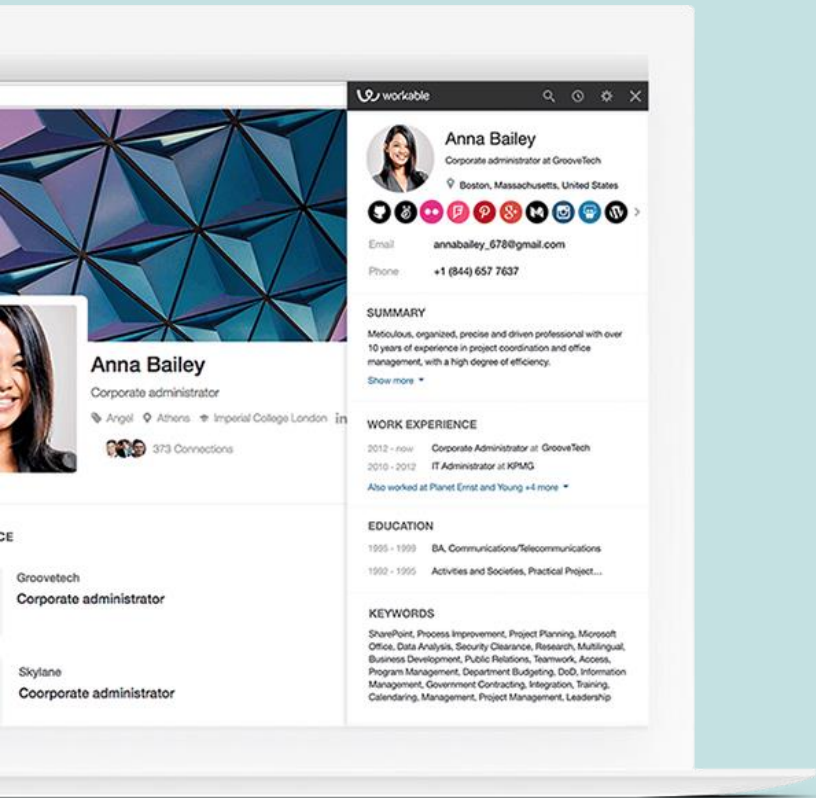 Anna Bailey
Corporate administrator
Angel Athens Imperial College London in
373 Connections
CE
Groovetech
Corporate administrator
Skylane
Coorporate administrator
workable
Anna Bailey
Corporate administrator at GrooveTech
Boston, Massachusetts, United States
Email annabailey_678@gmail.com
Phone +1 (844) 657 7637
SUMMARY
Meticulous, organized, precise and driven professional with over
10 years of experience in project coordination and office
management, with a high degree of efficiency.
Show more
WORK EXPERIENCE
2012 - now Corporate Administrator at GrooveTech
2010 - 2012 IT Administrator at KPMG
Also worked at Planet Ernst and Young +4 more
EDUCATION
1995 - 1999 BA, Communications/Telecommunications
1992 - 1995 Activities and Societies, Practical Project...
KEYWORDS
SharePoint, Process Improvement, Project Planning, Microsoft
Office, Data Analysis, Security Clearance, Research, Multilingual,
Business Development, Public Relations, Teamwork, Access,
Program Management, Department Budgeting, DoD, Information
Management, Government Contracting, Integration, Training,
Calendaring, Management, Project Management, Leadership